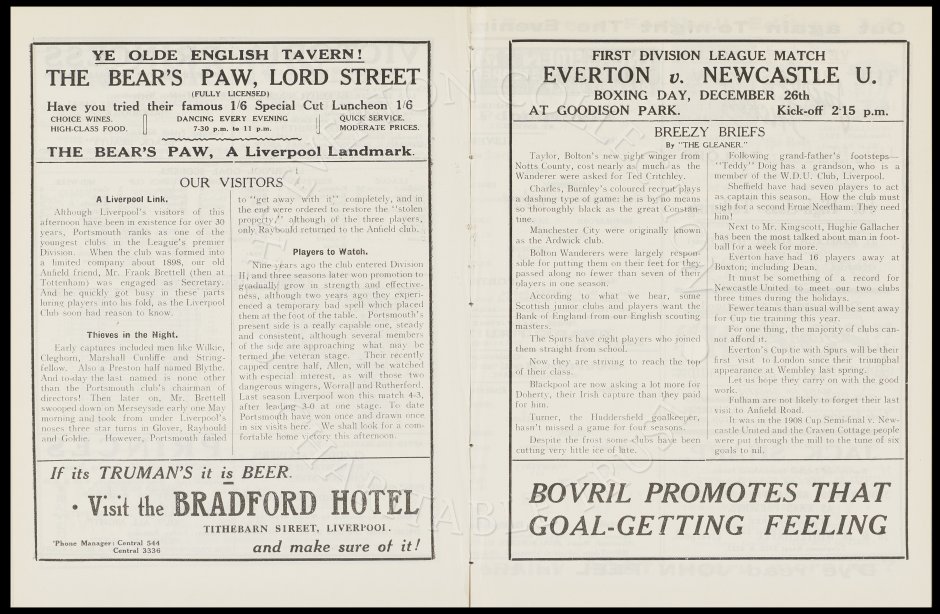 YE OLDE ENGLISH TAVERN!
THE BEAR'S PAW, LORD STREET
(FULLY LICENSED)
Have you tried their famous 1/6 Special Cut Luncheon 1/6
CHOICE WINES.
HIGH-CLASS FOOD.
DANCING EVERY EVENING
7-30 p.m. to 11 p.m.
QUICK SERVICE.
MODERATE PRICES.
THE BEAR'S PAW, A Liverpool Landmark.
OUR VISITORS
A Liverpool Link.
Although Liverpool's visitors of this
afternoon have been in existence for over 30
years, Portsmouth ranks as one of the
youngest clubs in the League's premier
Division. When the club was formed into
a limited company about 1898, our old
Anfield friend, Mr. Frank Brettell (then at
Tottenham) was engaged as Secretary.
And he quickly got busy in these parts
luring players into his fold, as the Liverpool
Club soon had reason to know.
Thieves in the Night.
Early captures included men like Wilkie,
Cleghorn, Marshall Cunliffe and String-
fellow. Also a Preston half named Blythe.
And to-day the last named is none other
than the Portsmouth club's chairman of
directors! Then later on, Mr. Brettell
swooped down on Merseyside early one May
morning and took from under Liverpool's
noses three star turns in Glover, Raybould
and Goldie. However, Portsmouth failed
to "get away with it" completely, and in
the end were ordered to restore the "stolen
property," although of the three players,
only Raybould returned to the Anfield club.
Players to Watch.
Nine years ago the club entered Division
II, and three seasons later won promotion to
gradually grow in strength and effective-
ness, although two years ago they experi-
enced a temporary bad spell which placed
them at the foot of the table. Portsmouth's
present side is a really capable one, steady
and consistent, although several members
of the side are approaching what may be
termed the veteran stage. Their recently
capped centre half, Allen, will be watched
with especial interest, as will those two
dangerous wingers, Worrall and Rutherford.
Last season Liverpool won this match 4-3,
after leading 3-0 at one stage. To date
Portsmouth have won once and drawn once
in six visits here. We shall look for a com-
fortable home victory this afternoon.
If its TRUMAN'S it is BEER.
· Visit the BRADFORD HOTEL
TITHEBARN STREET, LIVERPOOL.
'Phone Manager: Central 544
Central 3336
and make sure of it!
FIRST DIVISION LEAGUE MATCH
EVERTON v. NEWCASTLE U.
BOXING DAY, DECEMBER 26th
AT GOODISON PARK. Kick-off 2·15 p.m.
BREEZY BRIEFS
By "THE GLEANER."
Taylor, Bolton's new right winger from
Notts County, cost nearly as much as the
Wanderer were asked for Ted Critchley.
Charles, Burnley's coloured recruit plays
a dashing type of game: he is by no means
so thoroughly black as the great Constan-
tine.
Manchester City were originally known
as the Ardwick club.
Bolton Wanderers were largely respon-
sible for putting them on their feet for they
passed along no fewer than seven of their
players in one season.
According to what we hear, some
Scottish junior clubs and players want the
Bank of England from our English scouting
masters.
The Spurs have eight players who joined
them straight from school.
Now they are striving to reach the top
of their class.
Blackpool are now asking a lot more for
Doherty, their Irish capture than they paid
for him.
Turner, the Huddersfield goalkeeper,
hasn't missed a game for four seasons.
Despite the frost some clubs have been
cutting very little ice of late.
Following grand-father's footsteps—
"Teddy" Doig has a grandson, who is a
member of the W.D.U. Club, Liverpool.
Sheffield have had seven players to act
as captain this season. How the club must
sigh for a second Ernie Needham. They need
him!
Next to Mr. Kingscott, Hughie Gallacher
has been the most talked about man in foot-
ball for a week for more.
Everton have had 16 players away at
Buxton; including Dean.
It must be something of a record for
Newcastle United to meet our two clubs
three times during the holidays.
Fewer teams than usual will be sent away
for Cup tie training this year.
For one thing, the majority of clubs can-
not afford it.
Everton's Cup tie with Spurs will be their
first visit to London since their triumphal
appearance at Wembley last spring.
Let us hope they carry on with the good
work.
Fulham are not likely to forget their last
visit to Anfield Road.
It was in the 1908 Cup Semi-final v. New-
castle United and the Craven Cottage people
were put through the mill to the tune of six
goals to nil.
BOVRIL PROMOTES THAT
GOAL-GETTING FEELING